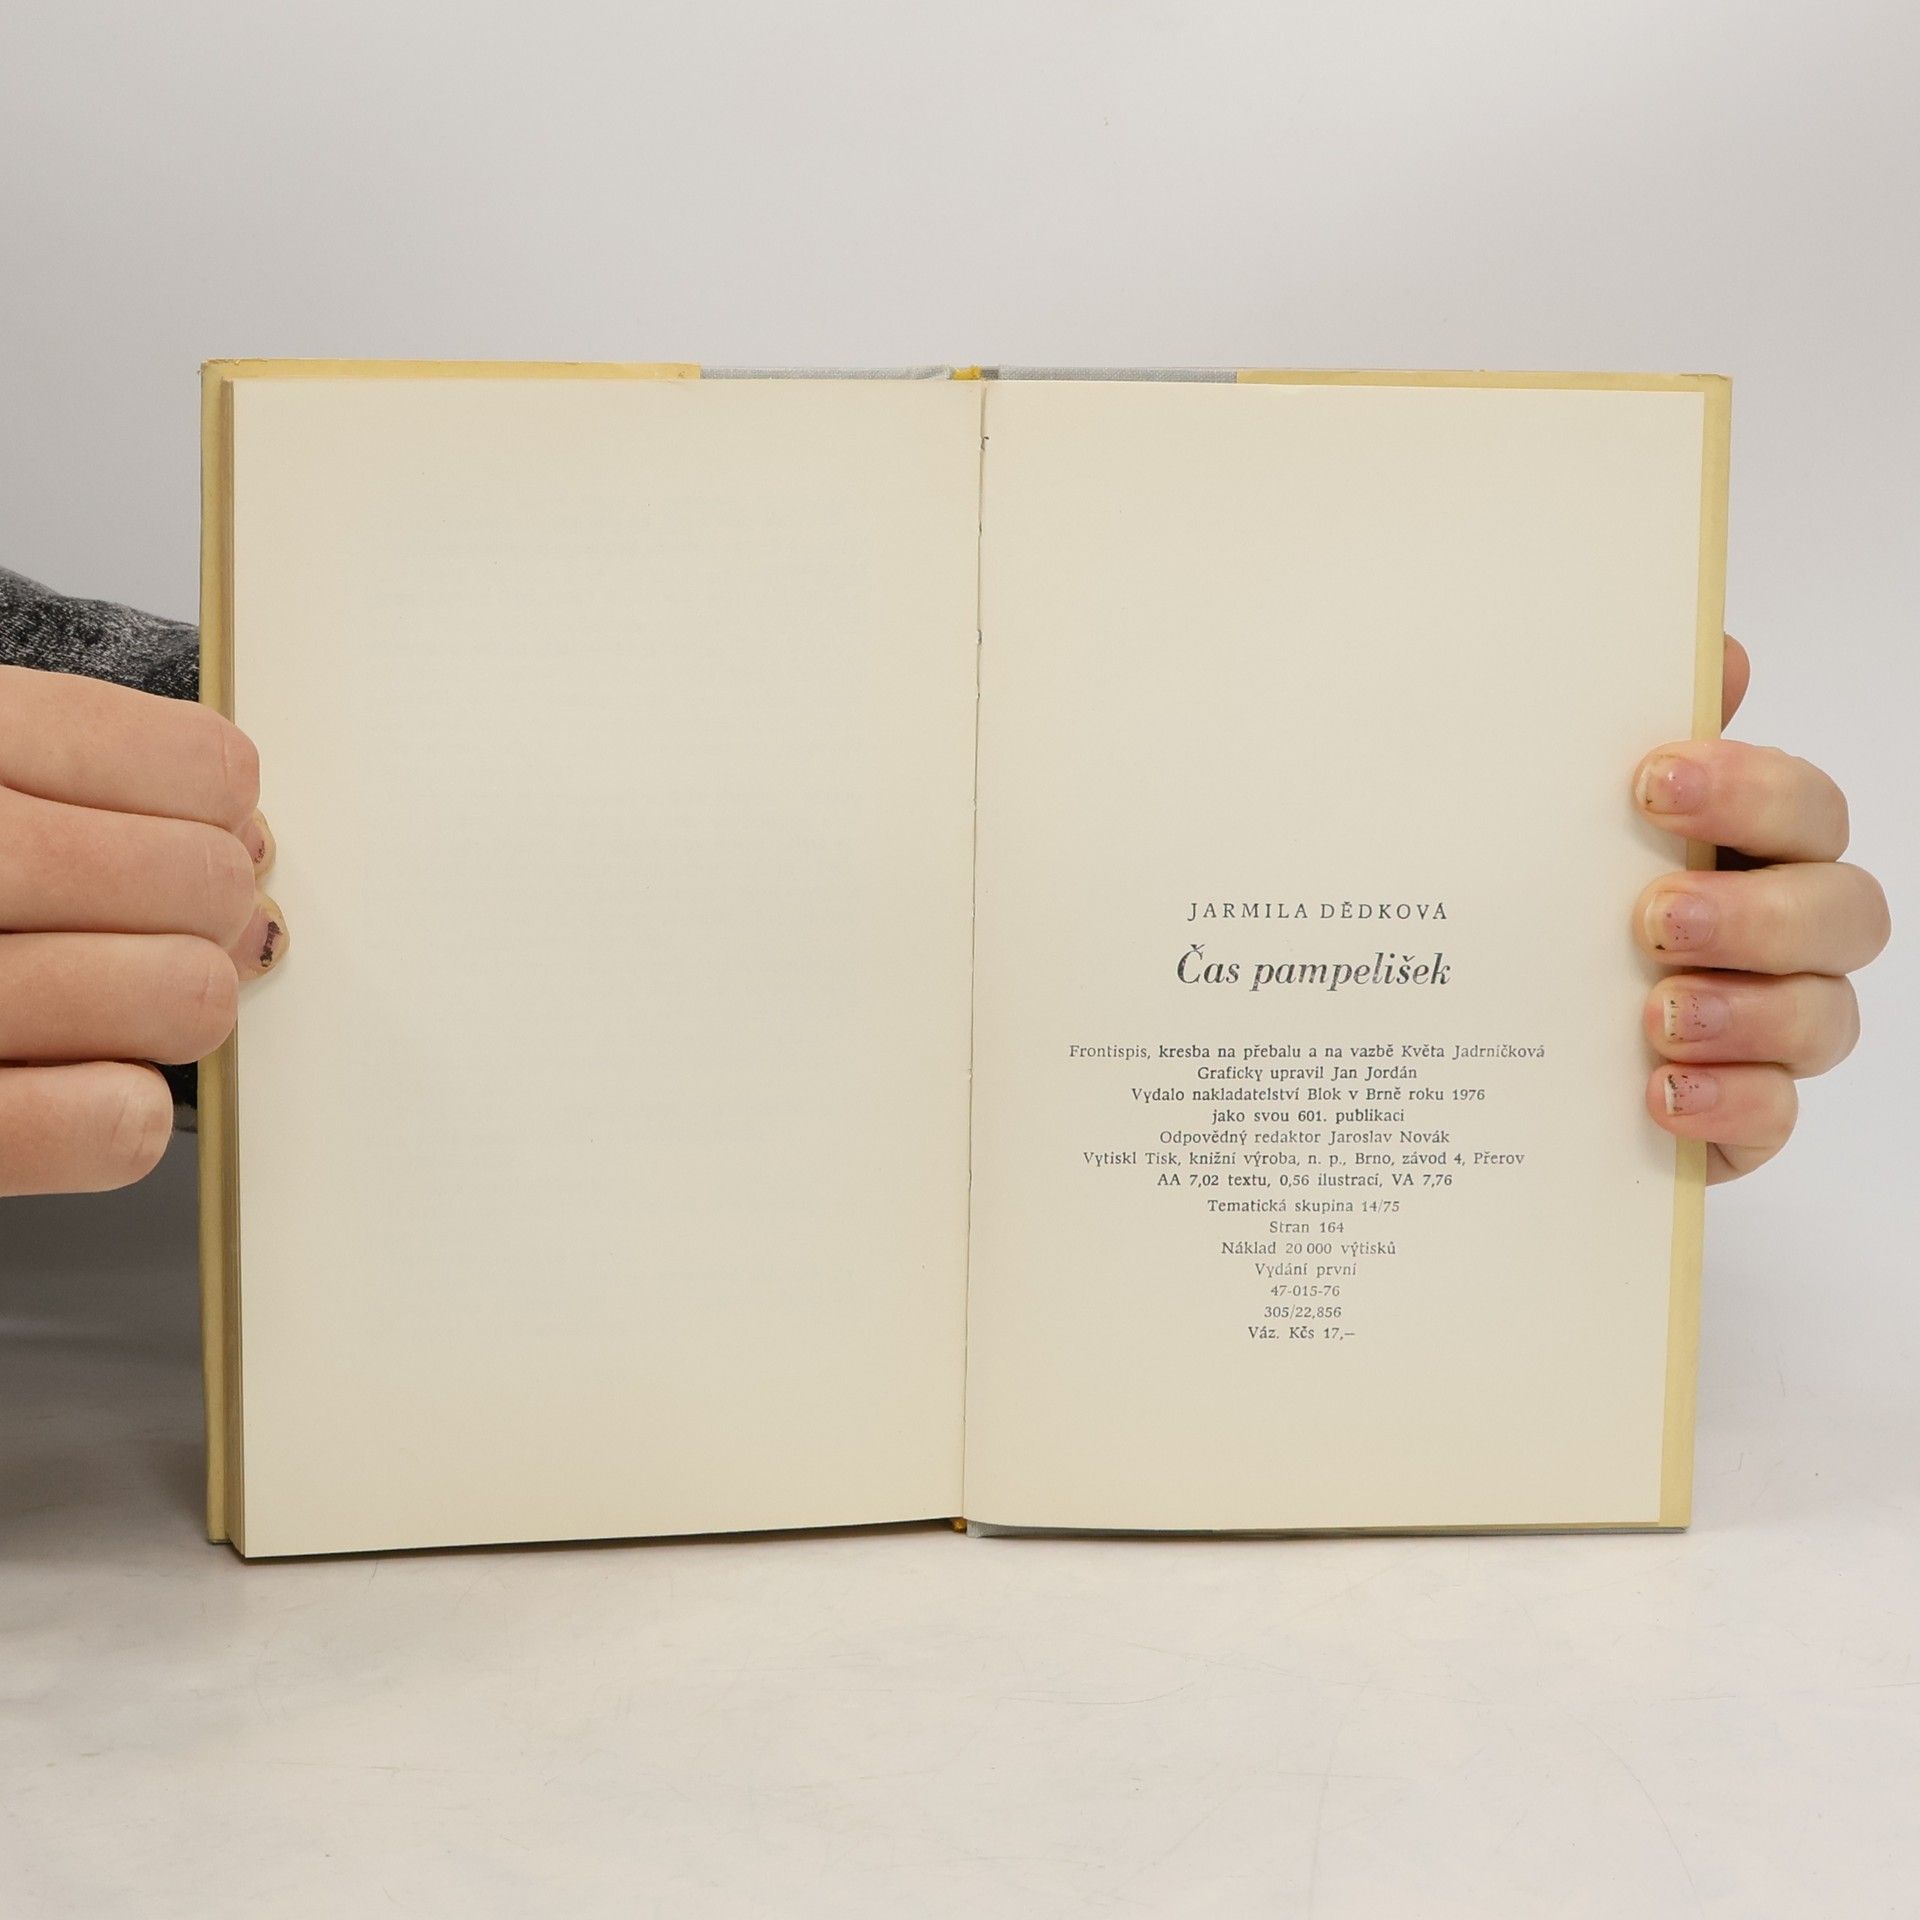 JARMILA DĚDKOVÁ
Čas pampelišek
Frontispis, kresba na přebalu a na vazbě Květa Jadrníčková
Graficky upravil Jan Jordán
Vydalo nakladatelství Blok v Brně roku 1976
jako svou 601. publikaci
Odpovědný redaktor Jaroslav Novák
Vytiskl Tisk, knižní výroba, n. p., Brno, závod 4, Přerov
AA 7,02 textu, 0,56 ilustrací, VA 7,76
Tematická skupina 14/75
Stran 164
Náklad 20 000 výtisků
Vydání první
47-015-76
305/22,856
Váz. Kčs 17,—